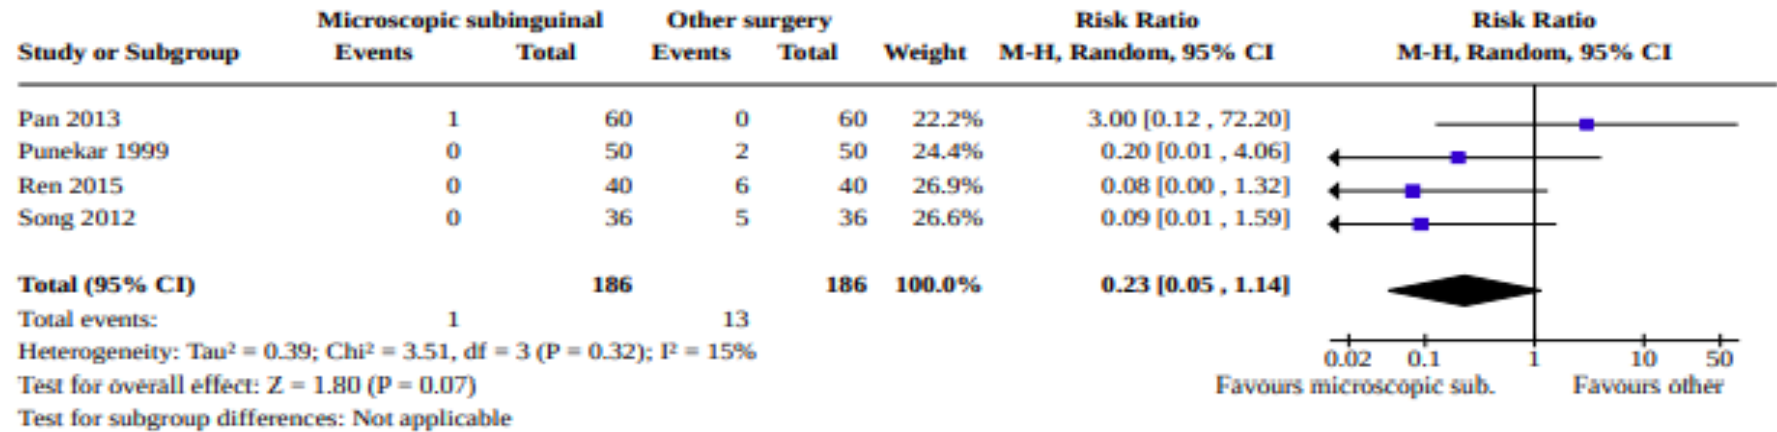 Microscopic subinguinal Other surgery Risk Ratio Risk Ratio
Study or Subgroup Events Total Events Total Weight M-H, Random, 95% CI M-H, Random, 95% CI
Pan 2013 1 60 0 60 22.2% 3.00 [0.12 , 72.20]
Punekar 1999 0 50 2 50 24.4% 0.20 [0.01 , 4.06]
Ren 2015 0 40 6 40 26.9% 0.08 [0.00 , 1.32]
Song 2012 0 36 5 36 26.6% 0.09 [0.01 , 1.59]
Total (95% CI) 186 186 100.0% 0.23 [0.05 , 1.14]
Total events: 1 13
Heterogeneity: Tau² = 0.39; Chi² = 3.51, df = 3 (P = 0.32); I² = 15%
0.02 0.1 1 10 50
Test for overall effect: Z = 1.80 (P = 0.07) Favours microscopic sub. Favours other
Test for subgroup differences: Not applicable